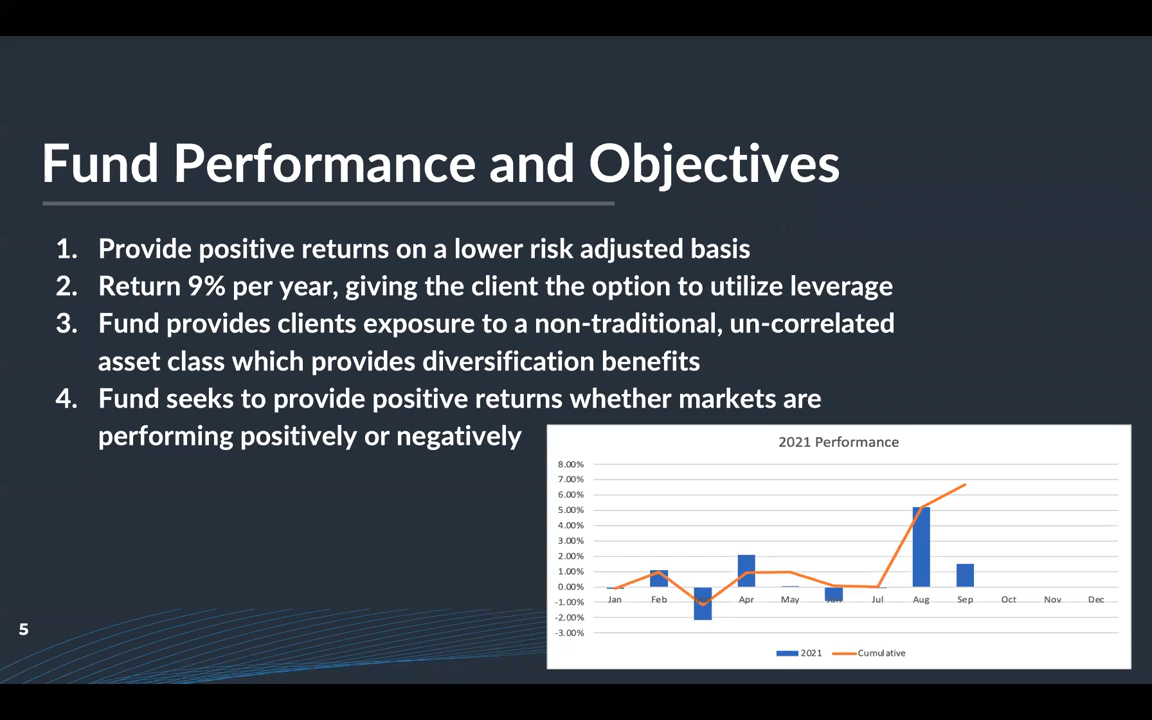 Fund Performance and Objectives
1. Provide positive returns on a lower risk adjusted basis
2. Return 9% per year, giving the client the option to utilize leverage
3. Fund provides clients exposure to a non-traditional, un-correlated
asset class which provides diversification benefits
4. Fund seeks to provide positive returns whether markets are
performing positively or negatively
2021 Performance
8.00%
7.00%
6.00%
5.00%
4.00%
3.00%
2.00%
1.00%
0.00%
-1.00%
-2.00%
-3.00%
Jan Feb Apr May Jun Jul Aug Sep Oct Nov Dec
2021 Cumulative
5